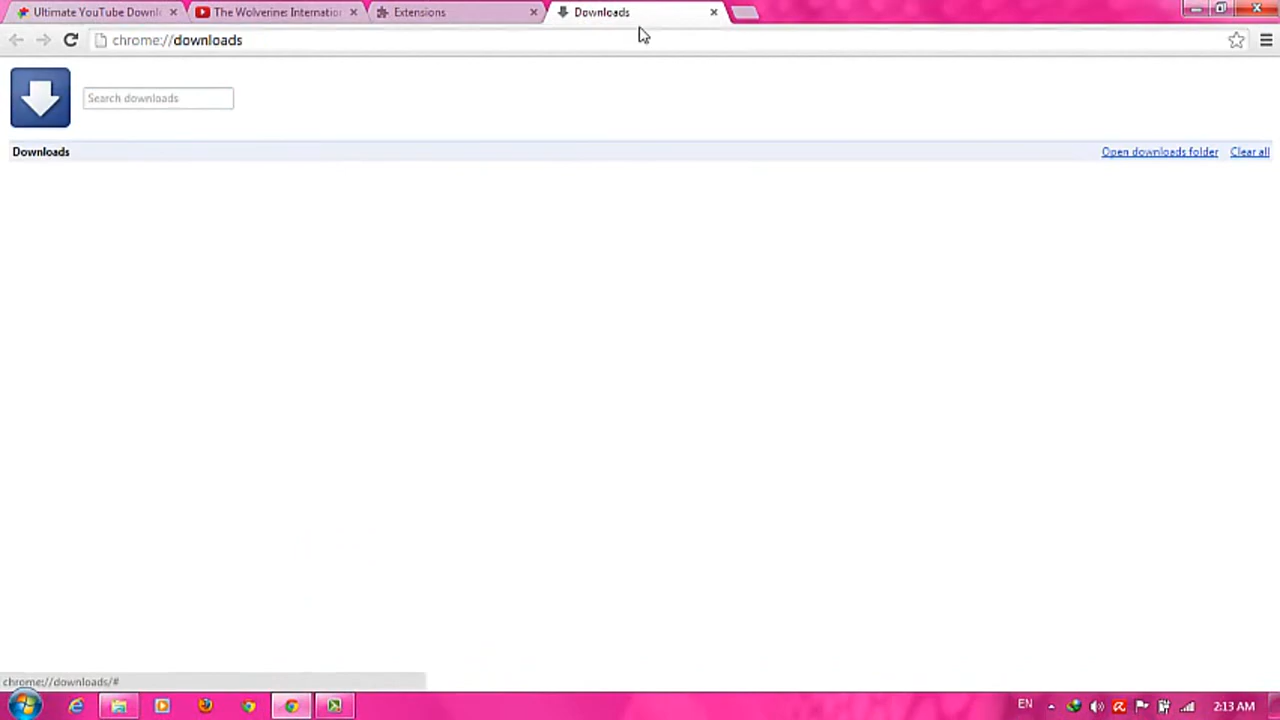 Ultimate YouTube Downl
The Wolverine: Internatio
Extensions
Downloads
chrome://downloads
Search downloads
Downloads
Open downloads folder
Clear all
chrome://downloads/#
EN
2:13 AM